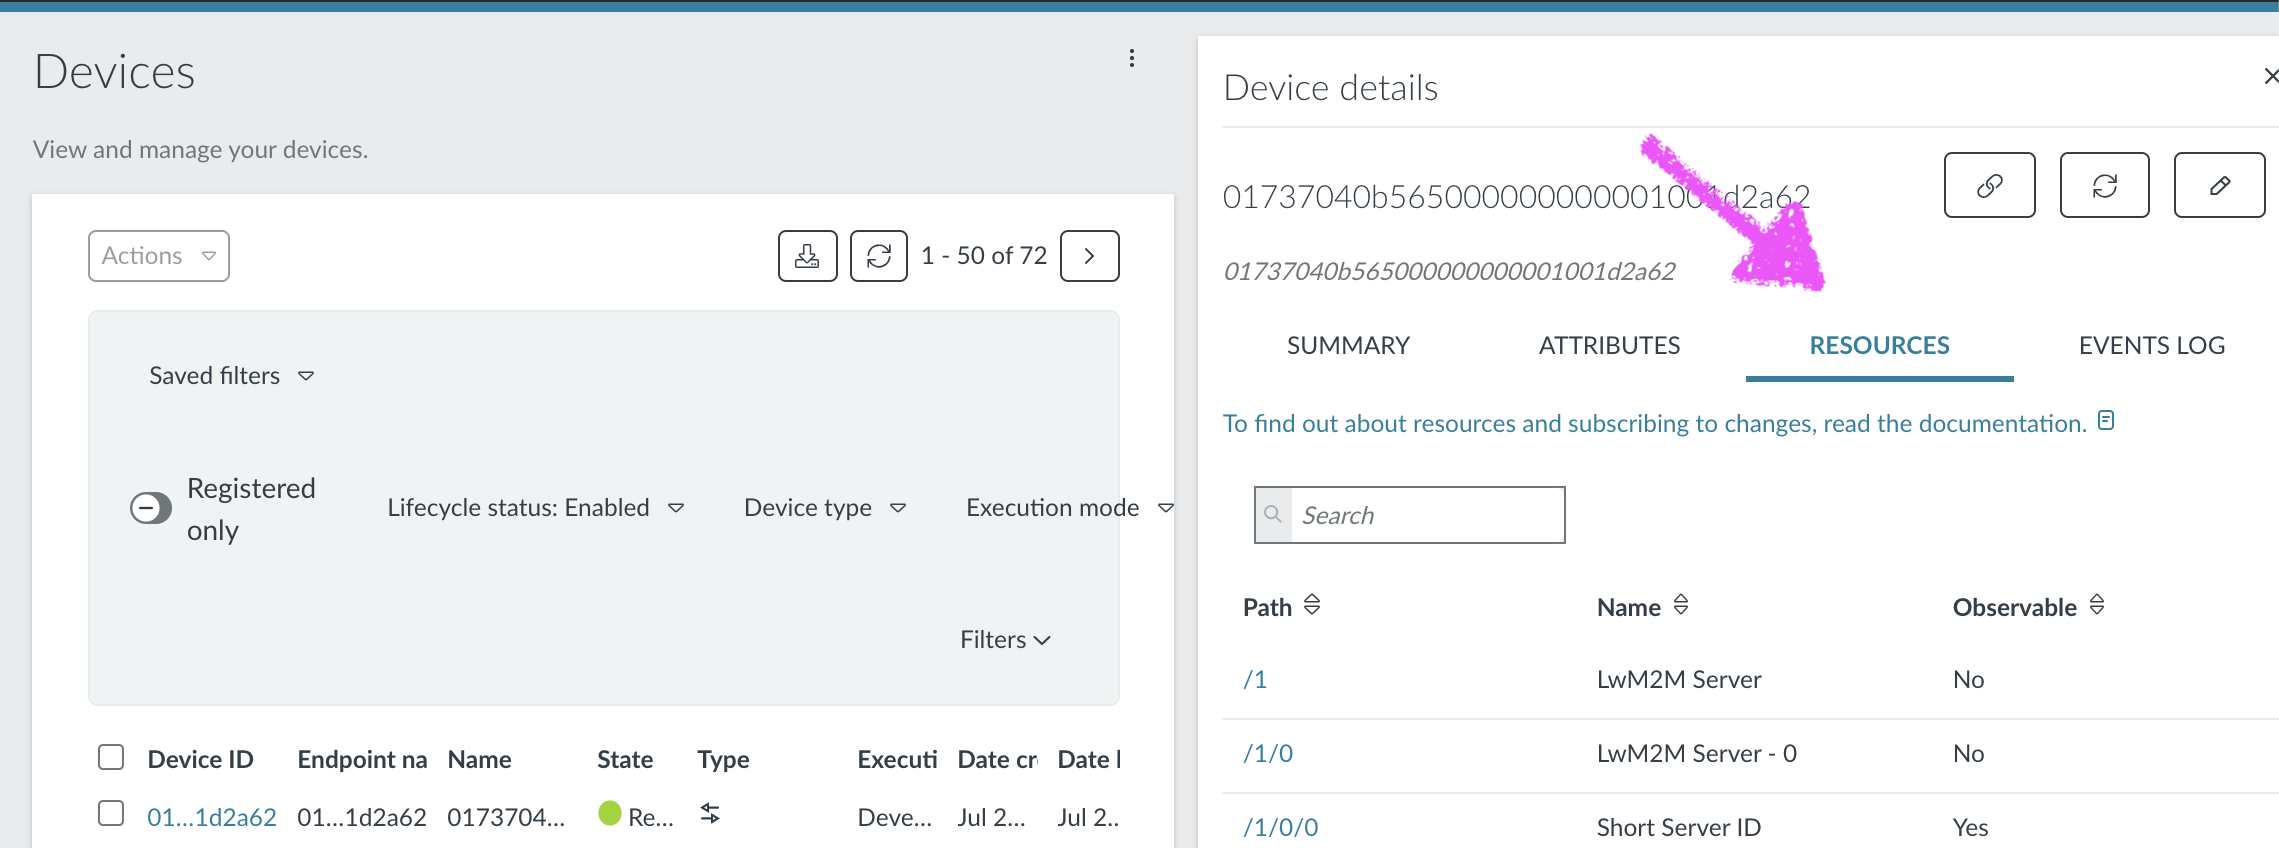 Devices
View and manage your devices.
Actions
1 - 50 of 72
Saved filters
Registered only
Lifecycle status: Enabled
Device type
Execution mode
Filters
Device ID Endpoint na Name State Type Executi Date cr Date l
01...1d2a62 01...1d2a62 0173704... Re... Deve... Jul 2... Jul 2..
Device details
01737040b565000000000001001d2a62
01737040b565000000000001001d2a62
SUMMARY ATTRIBUTES RESOURCES EVENTS LOG
To find out about resources and subscribing to changes, read the documentation.
Search
Path Name Observable
/1 LwM2M Server No
/1/0 LwM2M Server - 0 No
/1/0/0 Short Server ID Yes